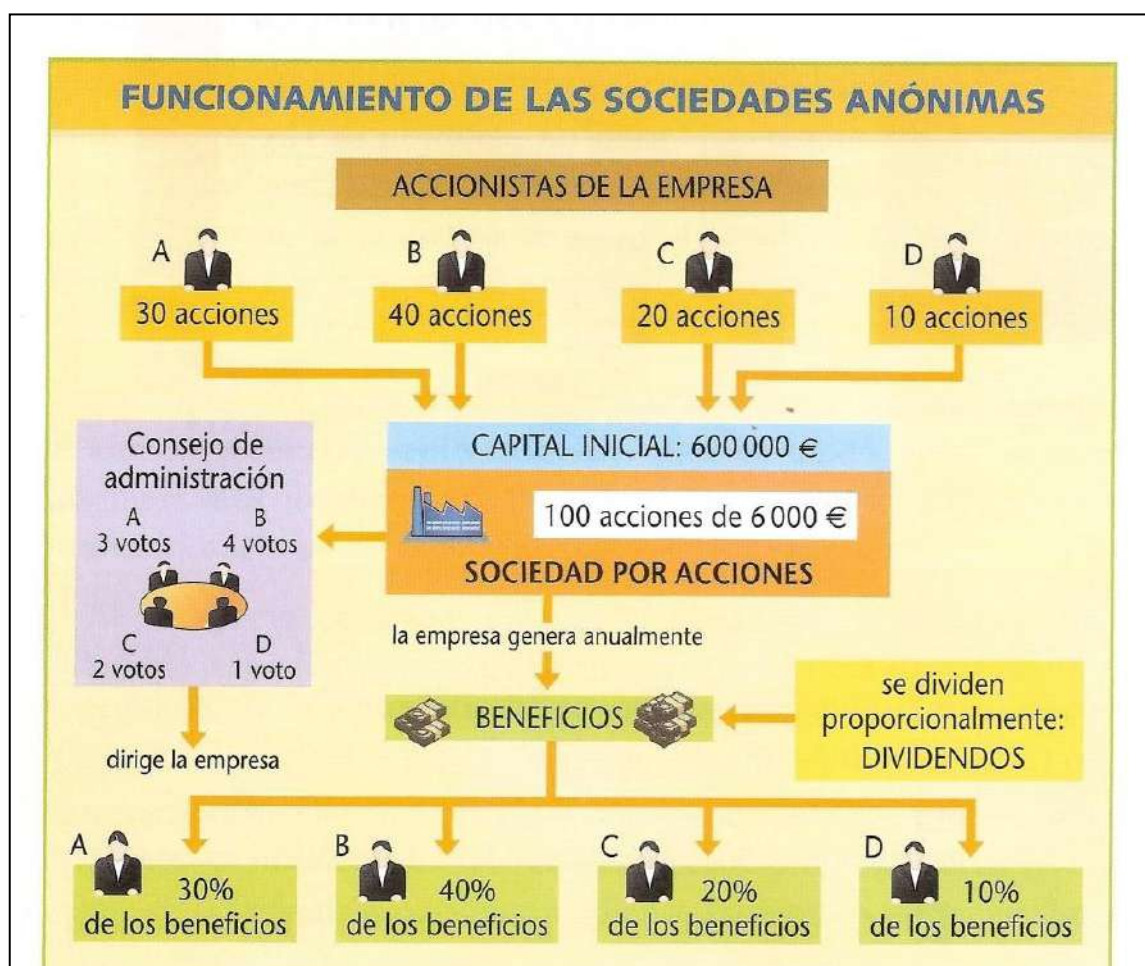 FUNCIONAMIENTO DE LAS SOCIEDADES ANÓNIMAS
ACCIONISTAS DE LA EMPRESA
A
30 acciones
B
40 acciones
C
20 acciones
D
10 acciones
Consejo de
administración
A B
3 votos 4 votos
C D
2 votos 1 voto
dirige la empresa
CAPITAL INICIAL: 600 000 €
100 acciones de 6 000 €
SOCIEDAD POR ACCIONES
la empresa genera anualmente
BENEFICIOS
se dividen
proporcionalmente:
DIVIDENDOS
A
30%
de los beneficios
B
40%
de los beneficios
C
20%
de los beneficios
D
10%
de los beneficios